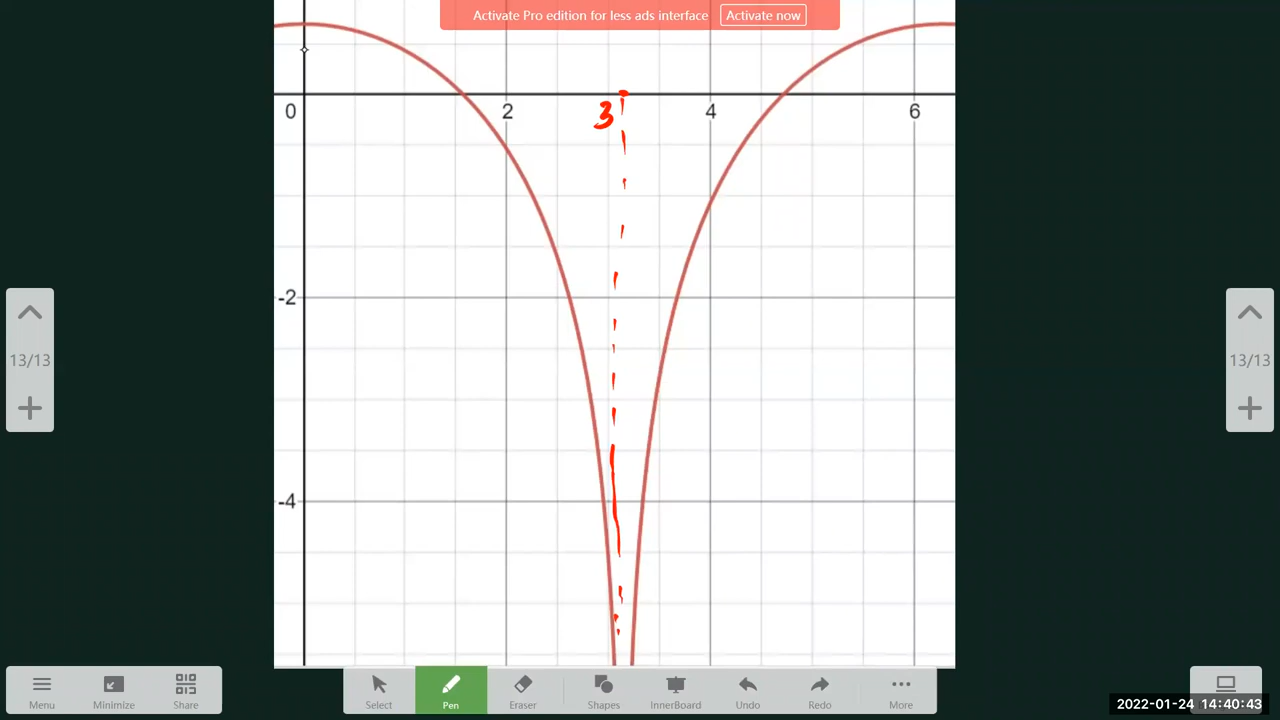 Activate Pro edition for less ads interface Activate now
0 2 3 4 6
-2
-4
13/13
13/13
Menu Minimize Share Select Pen Eraser Shapes InnerBoard Undo Redo More
2022-01-24 14:40:43